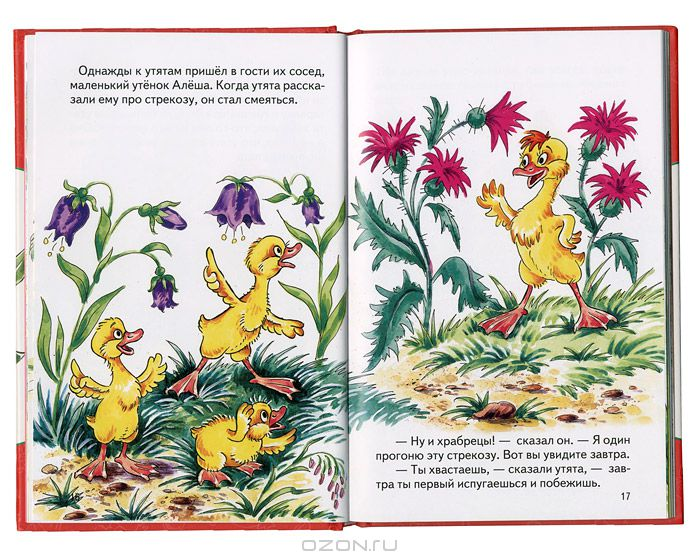 Однажды к утятам пришёл в гости их сосед,
маленький утёнок Алёша. Когда утята расска-
зали ему про стрекозу, он стал смеяться.
16
— Ну и храбрецы! — сказал он. — Я один
прогоню эту стрекозу. Вот вы увидите завтра.
— Ты хвастаешь, — сказали утята, — зав-
тра ты первый испугаешься и побежишь.
17
ozon.ru